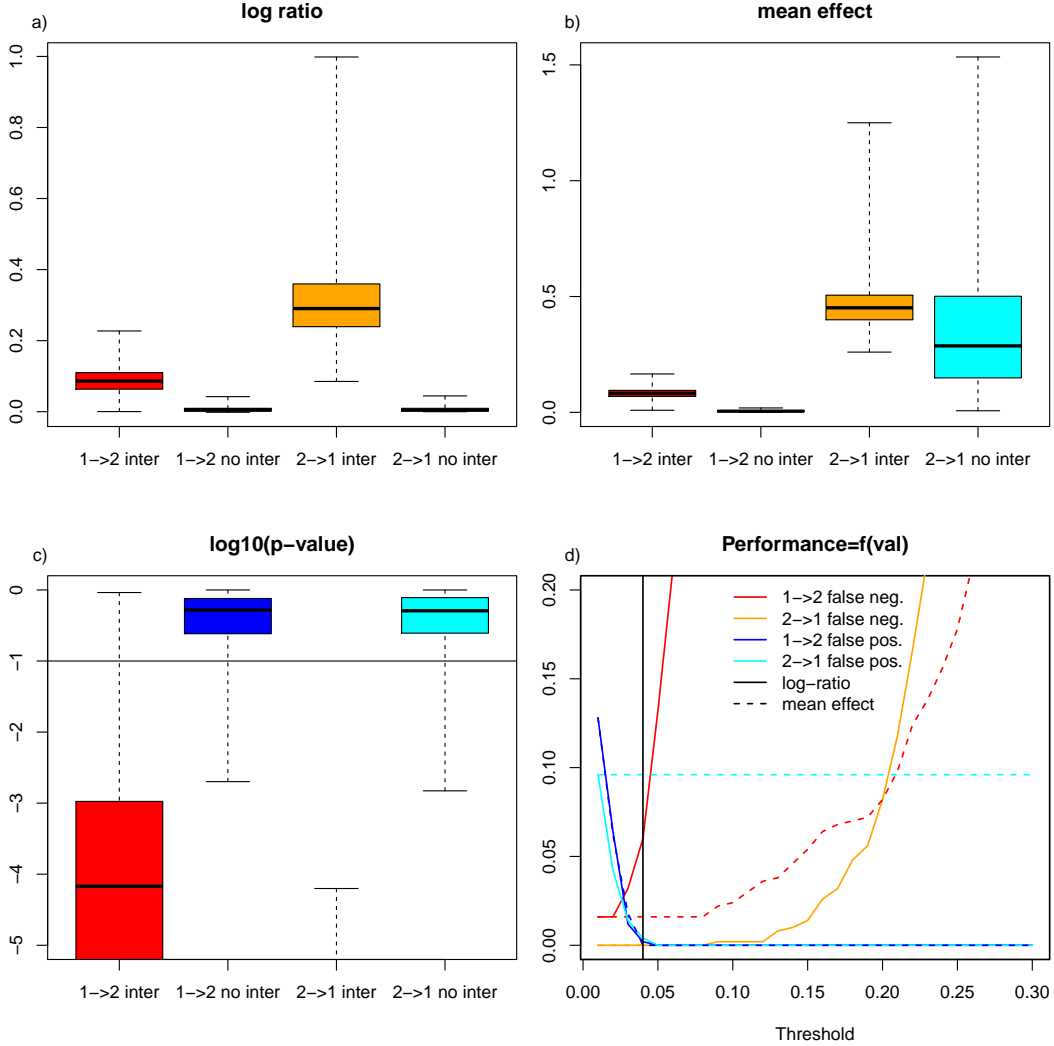 a)
log ratio
1.0
0.8
0.6
0.4
0.2
0.0
1−>2 inter
1−>2 no inter
2−>1 inter
2−>1 no inter
b)
mean effect
1.5
1.0
0.5
0.0
1−>2 inter
1−>2 no inter
2−>1 inter
2−>1 no inter
c)
log10(p−value)
0
−1
−2
−3
−4
−5
1−>2 inter
1−>2 no inter
2−>1 inter
2−>1 no inter
d)
Performance=f(val)
0.20
0.15
0.10
0.05
0.00
1−>2 false neg.
2−>1 false neg.
1−>2 false pos.
2−>1 false pos.
log−ratio
mean effect
0.00 0.05 0.10 0.15 0.20 0.25 0.30
Threshold